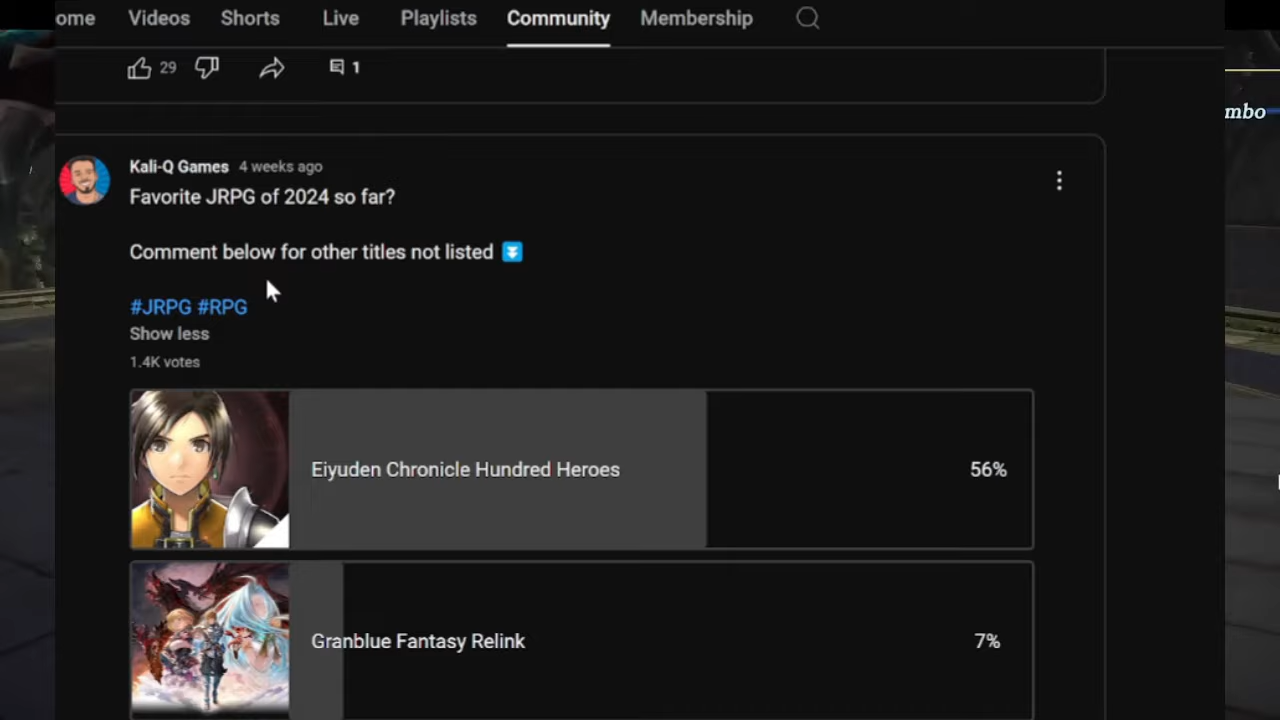 ome Videos Shorts Live Playlists Community Membership
29 1
mbo
Kali-Q Games 4 weeks ago
Favorite JRPG of 2024 so far?
Comment below for other titles not listed
#JRPG #RPG
Show less
1.4K votes
Eiyuden Chronicle Hundred Heroes 56%
Granblue Fantasy Relink 7%